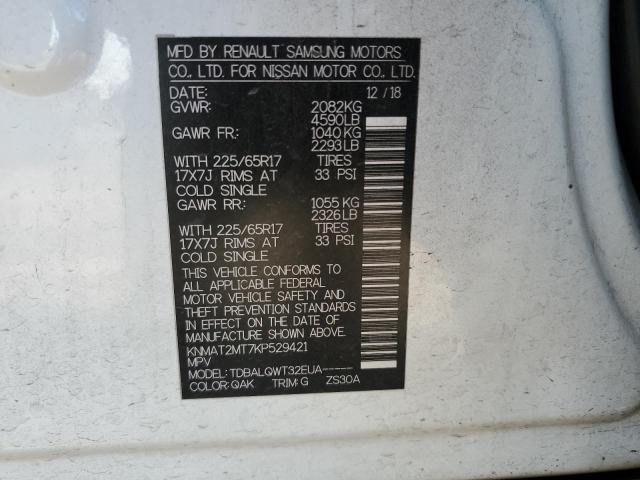 MFD BY RENAULT SAMSUNG MOTORS
CO., LTD. FOR NISSAN MOTOR CO., LTD.
DATE: 12 / 18
GVWR: 2082KG
4590LB
GAWR FR: 1040 KG
2293 LB
WITH 225/65R17 TIRES
17X7J RIMS AT 33 PSI
COLD SINGLE
GAWR RR: 1055 KG
2326 LB
WITH 225/65R17 TIRES
17X7J RIMS AT 33 PSI
COLD SINGLE
THIS VEHICLE CONFORMS TO
ALL APPLICABLE FEDERAL
MOTOR VEHICLE SAFETY AND
THEFT PREVENTION STANDARDS
IN EFFECT ON THE DATE OF
MANUFACTURE SHOWN ABOVE.
KNMAT2MT7KP529421
MPV
MODEL: TDBALQWT32EUA-----
COLOR: QAK TRIM: G ZS30A